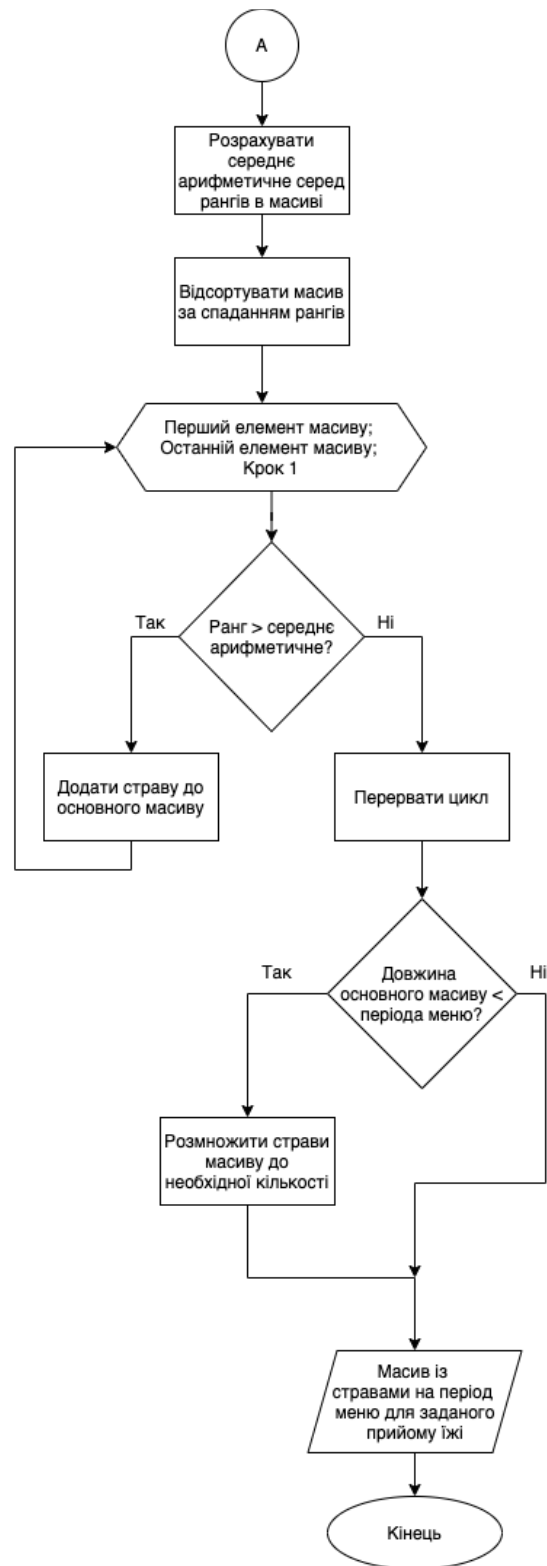 А
Розрахувати
середнє
арифметичне серед
рангів в масиві
Відсортувати масив
за спаданням рангів
Перший елемент масиву;
Останній елемент масиву;
Крок 1
Так
Ранг > середнє
арифметичне?
Ні
Додати страву до
основного масиву
Перервати цикл
Так
Довжина
основного масиву <
періода меню?
Ні
Розмножити страви
масиву до
необхідної кількості
Масив із
стравами на період
меню для заданого
прийому їжі
Кінець